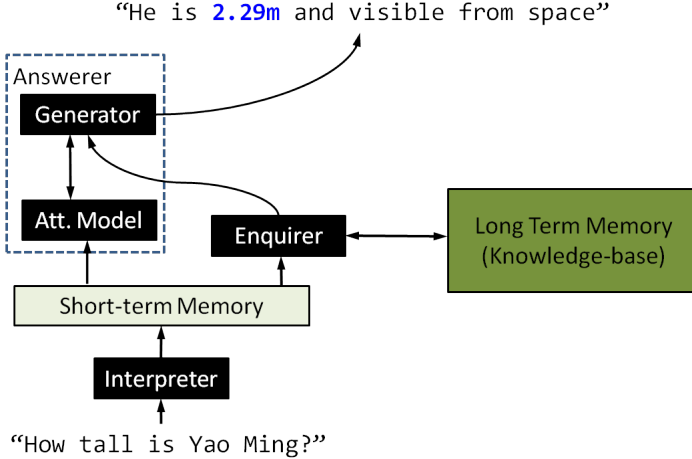 “He is 2.29m and visible from space”
Answerer
Generator
Att. Model
Enquirer
Long Term Memory
(Knowledge-base)
Short-term Memory
Interpreter
“How tall is Yao Ming?”